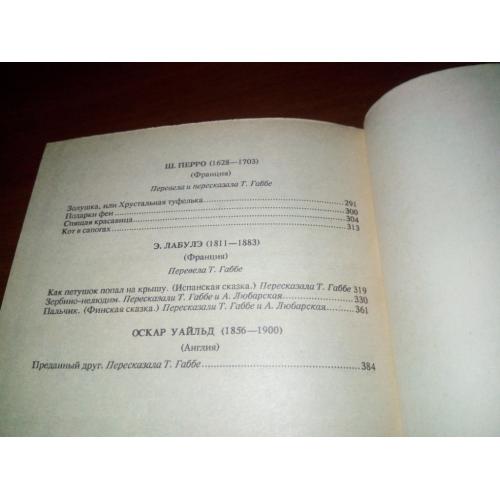 Ш. ПЕРРО (1628—1703)
(Франция)
Перевела и пересказала Т. Габбе
Золушка, или Хрустальная туфелька 291
Подарки феи 300
Спящая красавица 304
Кот в сапогах 313
Э. ЛАБУЛЭ (1811—1883)
(Франция)
Перевела Т. Габбе
Как петушок попал на крышу. (Испанская сказка.) Пересказала Т. Габбе 319
Зербино-нелюдим. Пересказали Т. Габбе и А. Любарская 330
Пальчик. (Финская сказка.) Пересказали Т. Габбе и А. Любарская 361
ОСКАР УАЙЛЬД (1856—1900)
(Англия)
Преданный друг. Пересказала Т. Габбе 384